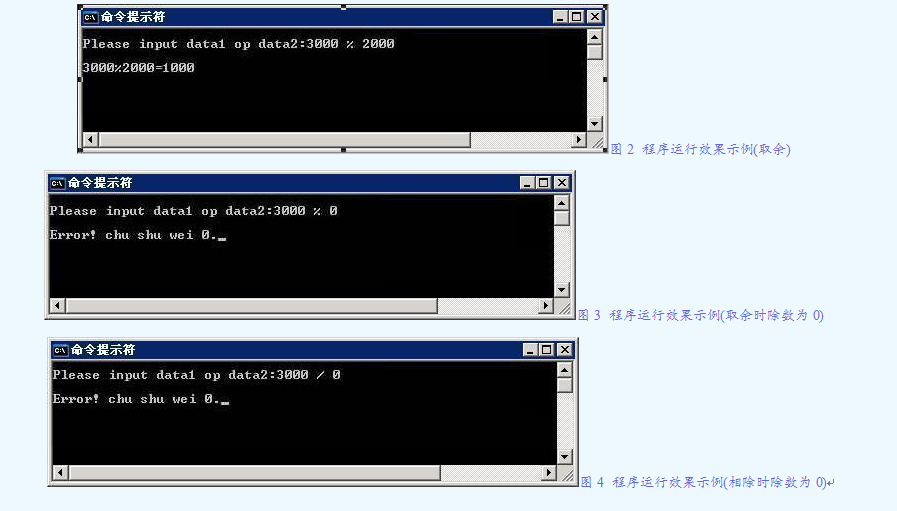 命令提示符
Please input data1 op data2:3000 % 2000
3000%2000=1000
图 2 程序运行效果示例(取余)
命令提示符
Please input data1 op data2:3000 % 0
Error! chu shu wei 0._
图 3 程序运行效果示例(取余时除数为 0)
命令提示符
Please input data1 op data2:3000 / 0
Error! chu shu wei 0._
图 4 程序运行效果示例(相除时除数为 0)↵